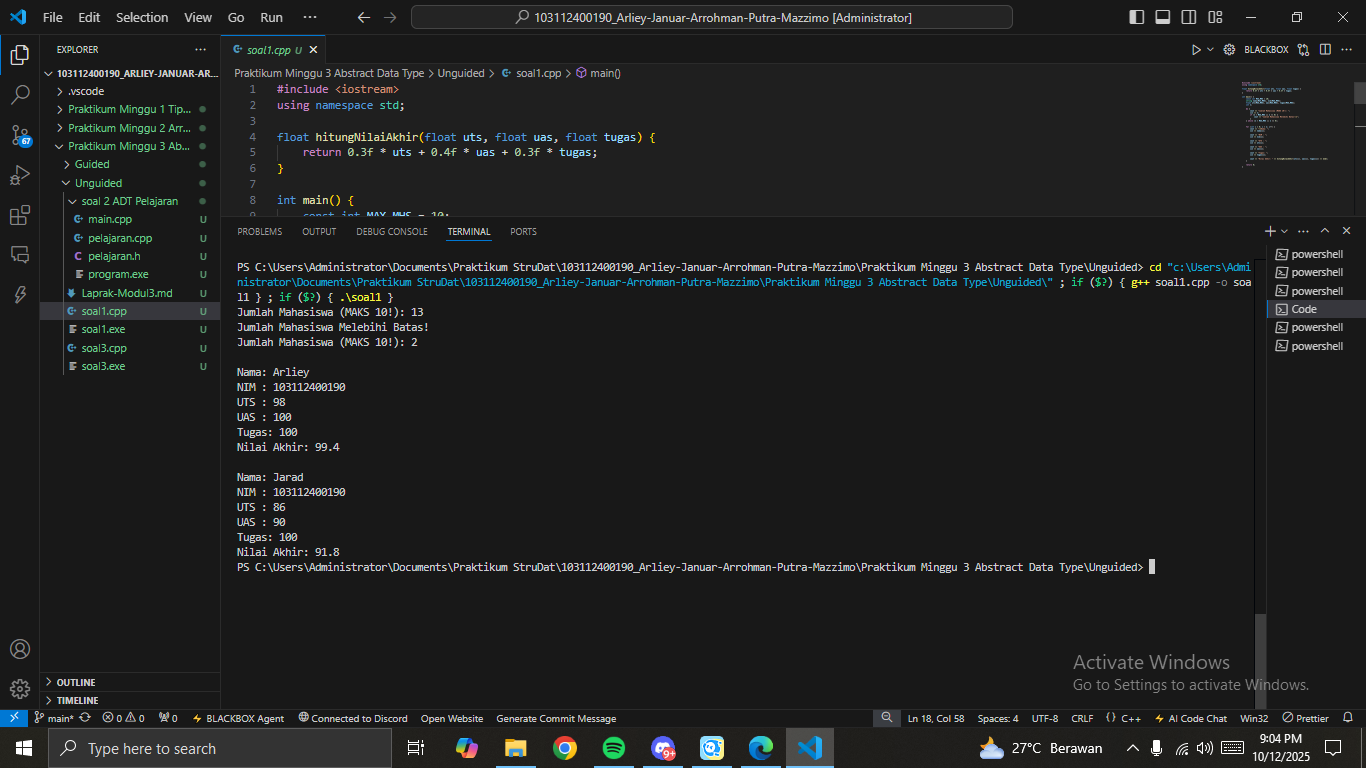 File Edit Selection View Go Run ··· 103112400190_Arliey-Januar-Arrohman-Putra-Mazzimo [Administrator]
EXPLORER ···
103112400190_ARLIEY-JANUAR-AR...
.vscode
Praktikum Minggu 1 Tip...
Praktikum Minggu 2 Arr...
Praktikum Minggu 3 Ab...
Guided
Unguided
soal 2 ADT Pelajaran
main.cpp U
pelajaran.cpp U
pelajaran.h U
program.exe U
Laprak-Modul3.md U
soal1.cpp U
soal1.exe U
soal3.cpp U
soal3.exe U
OUTLINE
TIMELINE
67
soal1.cpp U
BLACKBOX
Praktikum Minggu 3 Abstract Data Type > Unguided > soal1.cpp > main()
1 #include <iostream>
2 using namespace std;
3
4 float hitungNilaiAkhir(float uts, float uas, float tugas) {
5 return 0.3f * uts + 0.4f * uas + 0.3f * tugas;
6 }
7
8 int main() {
9 const int MAX_MHS = 10;
PROBLEMS OUTPUT DEBUG CONSOLE TERMINAL PORTS
PS C:\Users\Administrator\Documents\Praktikum StruDat\103112400190_Arliey-Januar-Arrohman-Putra-Mazzimo\Praktikum Minggu 3 Abstract Data Type\Unguided> cd "c:\Users\Admi
nistrator\Documents\Praktikum StruDat\103112400190_Arliey-Januar-Arrohman-Putra-Mazzimo\Praktikum Minggu 3 Abstract Data Type\Unguided\" ; if ($?) { g++ soal1.cpp -o soa
l1 } ; if ($?) { .\soal1 }
Jumlah Mahasiswa (MAKS 10!): 13
Jumlah Mahasiswa Melebihi Batas!
Jumlah Mahasiswa (MAKS 10!): 2
Nama: Arliey
NIM : 103112400190
UTS : 98
UAS : 100
Tugas: 100
Nilai Akhir: 99.4
Nama: Jarad
NIM : 103112400190
UTS : 86
UAS : 90
Tugas: 100
Nilai Akhir: 91.8
PS C:\Users\Administrator\Documents\Praktikum StruDat\103112400190_Arliey-Januar-Arrohman-Putra-Mazzimo\Praktikum Minggu 3 Abstract Data Type\Unguided>
powershell
powershell
powershell
Code
powershell
powershell
Activate Windows
Go to Settings to activate Windows.
main* 0 0 0 BLACKBOX Agent Connected to Discord Open Website Generate Commit Message Ln 18, Col 58 Spaces: 4 UTF-8 CRLF {} C++ AI Code Chat Win32 Prettier
Type here to search 9+ 27°C Berawan 9:04 PM
10/12/2025